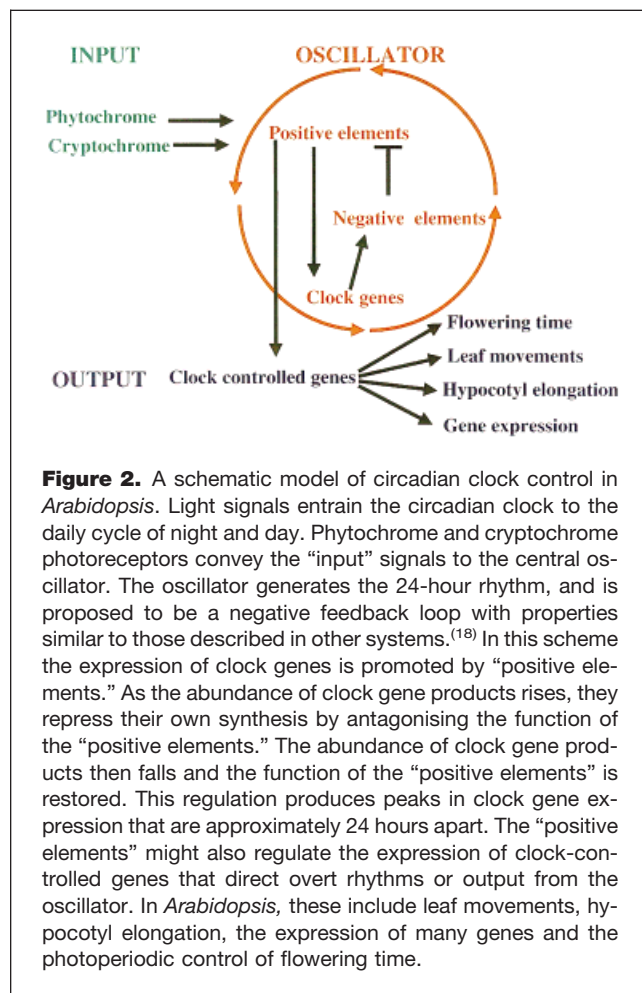 INPUT OSCILLATOR
Phytochrome
Cryptochrome
Positive elements
Negative elements
Clock genes
Flowering time
Leaf movements
OUTPUT Clock controlled genes
Hypocotyl elongation
Gene expression
Figure 2. A schematic model of circadian clock control in
Arabidopsis. Light signals entrain the circadian clock to the
daily cycle of night and day. Phytochrome and cryptochrome
photoreceptors convey the “input” signals to the central os-
cillator. The oscillator generates the 24-hour rhythm, and is
proposed to be a negative feedback loop with properties
similar to those described in other systems.(18) In this scheme
the expression of clock genes is promoted by “positive ele-
ments.” As the abundance of clock gene products rises, they
repress their own synthesis by antagonising the function of
the “positive elements.” The abundance of clock gene prod-
ucts then falls and the function of the “positive elements” is
restored. This regulation produces peaks in clock gene ex-
pression that are approximately 24 hours apart. The “positive
elements” might also regulate the expression of clock-con-
trolled genes that direct overt rhythms or output from the
oscillator. In Arabidopsis, these include leaf movements, hy-
pocotyl elongation, the expression of many genes and the
photoperiodic control of flowering time.